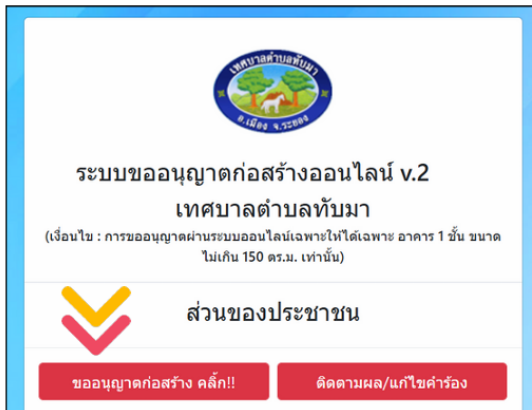 เทศบาลตำบลทับมา
อ.เมือง จ.ระยอง
ระบบขออนุญาตก่อสร้างออนไลน์ v.2
เทศบาลตำบลทับมา
(เงื่อนไข : การขออนุญาตผ่านระบบออนไลน์เฉพาะให้ได้เฉพาะ อาคาร 1 ชั้น ขนาด
ไม่เกิน 150 ตร.ม. เท่านั้น)
ส่วนของประชาชน
ขออนุญาตก่อสร้าง คลิ๊ก!!
ติดตามผล/แก้ไขคำร้อง